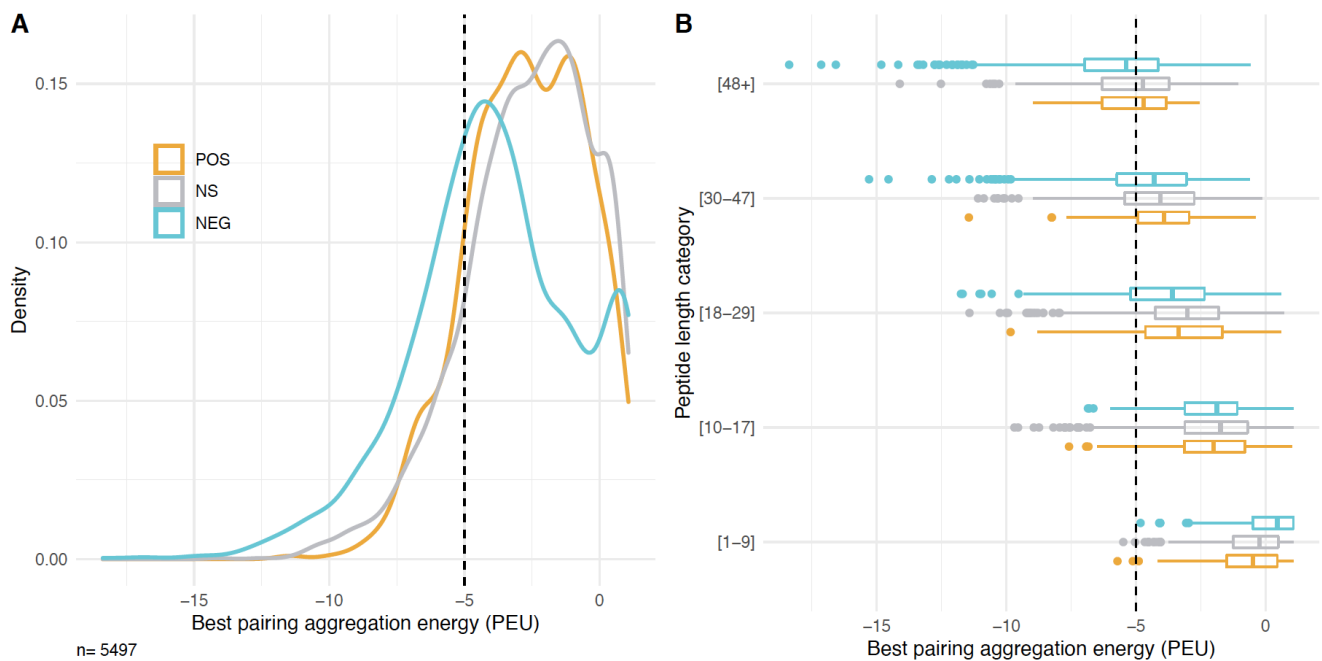 A
0.15
0.10
0.05
0.00
Density
POS
NS
NEG
−15
−10
−5
0
Best pairing aggregation energy (PEU)
n= 5497
B
Peptide length category
[48+]
[30−47]
[18−29]
[10−17]
[1−9]
−15
−10
−5
0
Best pairing aggregation energy (PEU)